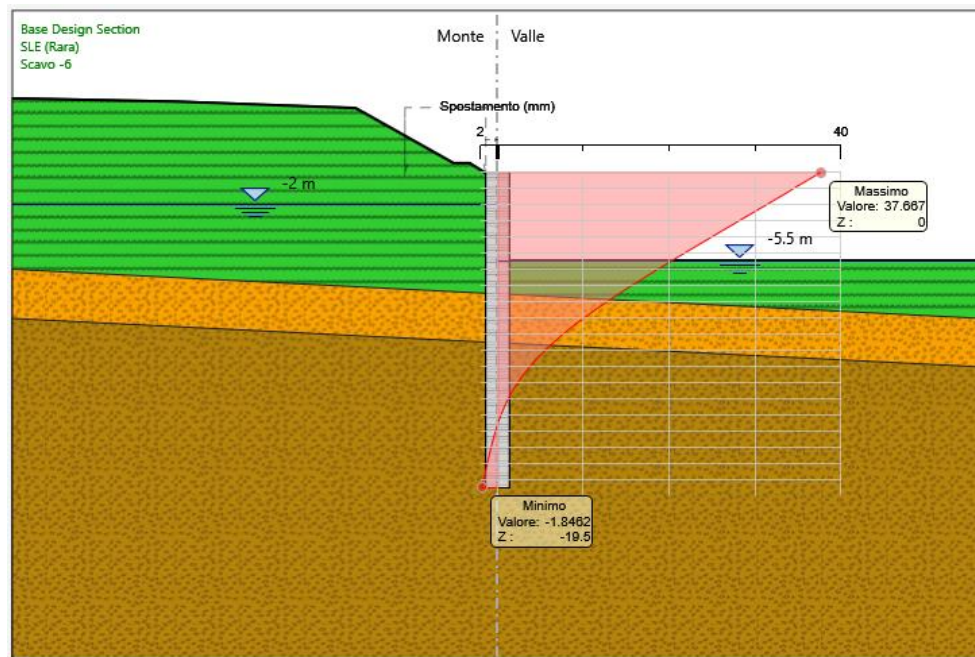 Base Design Section
SLE (Rara)
Scavo -6
Monte
Valle
Spostamento (mm)
2
40
-2 m
Massimo
Valore: 37.667
Z : 0
-5.5 m
Minimo
Valore: -1.8462
Z : -19.5